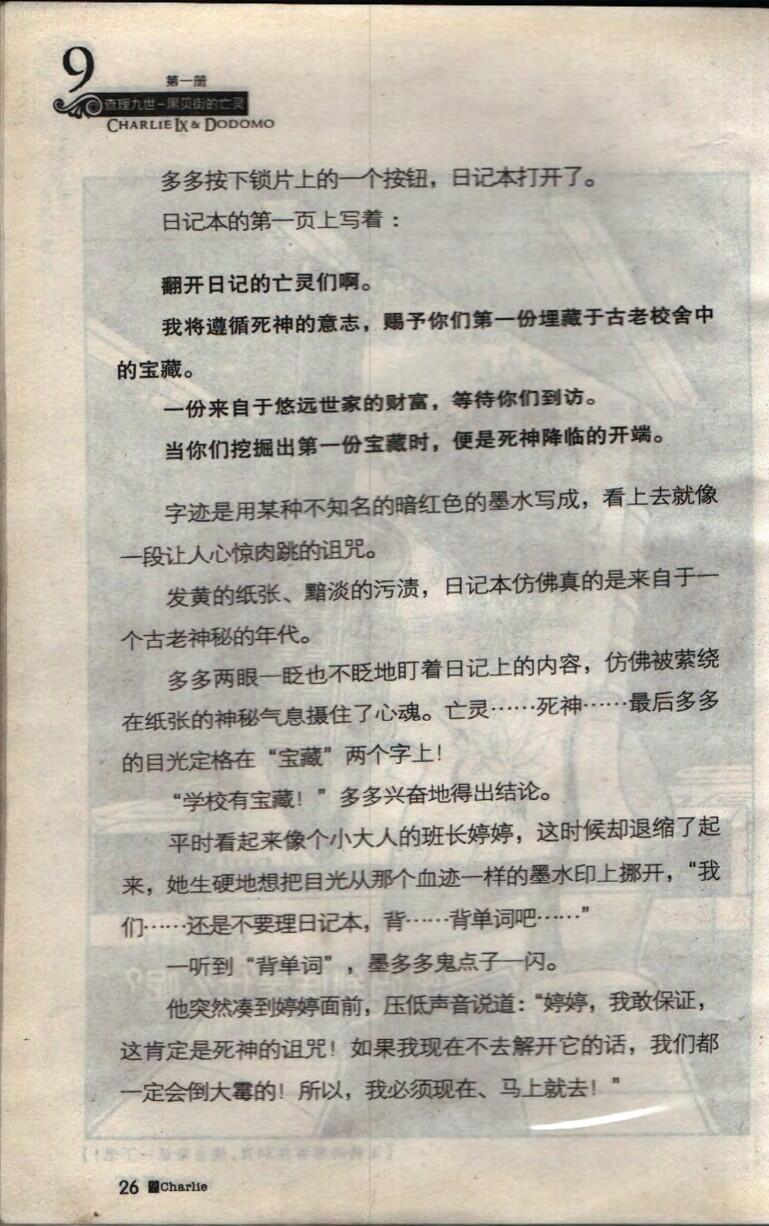 9
第一册
查理九世-黑贝街的亡灵
CHARLIE IX & DODOMO
多多按下锁片上的一个按钮，日记本打开了。
日记本的第一页上写着：
翻开日记的亡灵们啊。
我将遵循死神的意志，赐予你们第一份埋藏于古老校舍中
的宝藏。
一份来自于悠远世家的财富，等待你们到访。
当你们挖掘出第一份宝藏时，便是死神降临的开端。
字迹是用某种不知名的暗红色的墨水写成，看上去就像
一段让人心惊肉跳的诅咒。
发黄的纸张、黯淡的污渍，日记本仿佛真的是来自于一
个古老神秘的年代。
多多两眼一眨也不眨地盯着日记上的内容，仿佛被萦绕
在纸张的神秘气息摄住了心魂。亡灵……死神……最后多多
的目光定格在“宝藏”两个字上！
“学校有宝藏！”多多兴奋地得出结论。
平时看起来像个小大人的班长婷婷，这时候却退缩了起
来，她生硬地想把目光从那个血迹一样的墨水印上挪开，“我
们……还是不要理日记本，背……背单词吧……”
一听到“背单词”，墨多多鬼点子一闪。
他突然凑到婷婷面前，压低声音说道：“婷婷，我敢保证，
这肯定是死神的诅咒！如果我现在不去解开它的话，我们都
一定会倒大霉的！所以，我必须现在、马上就去！”
26 Charlie